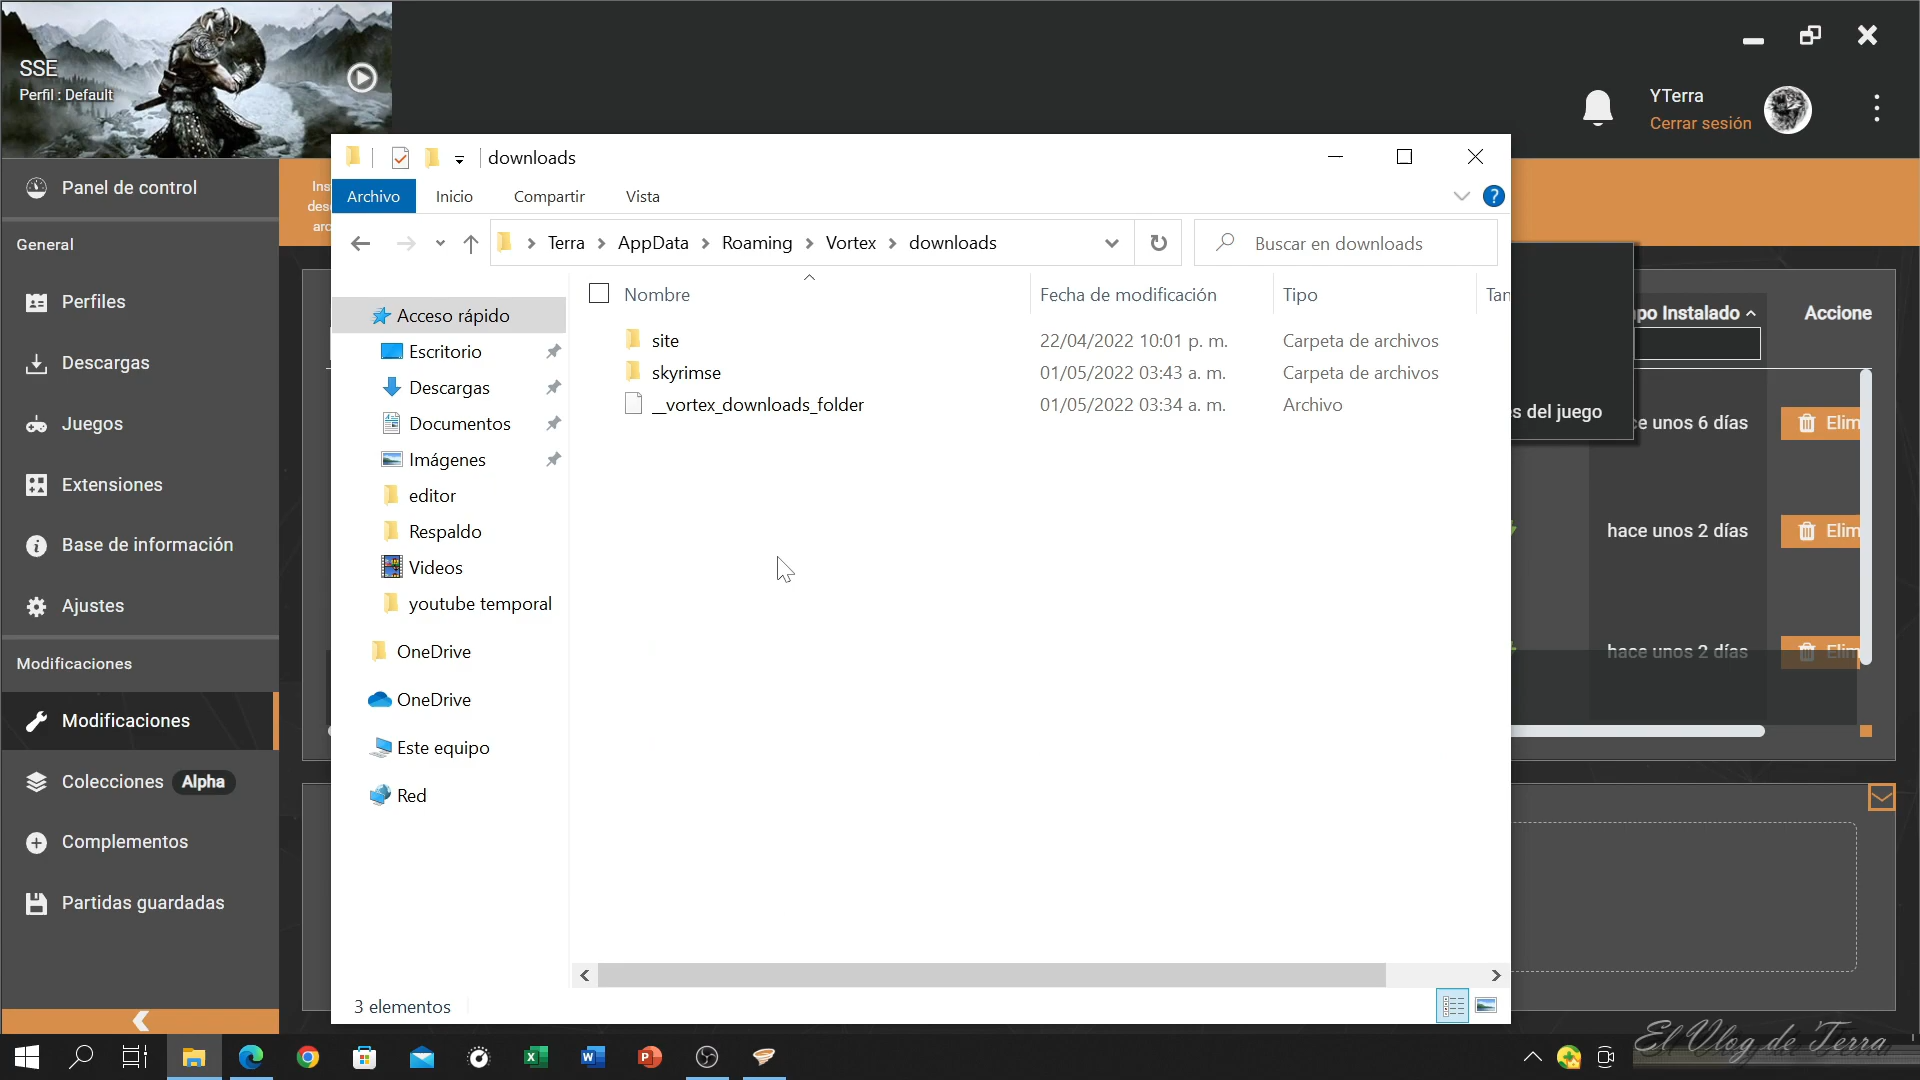 SSE
Perfil : Default
YTerra
Cerrar sesión
Panel de control
General
Perfiles
Descargas
Juegos
Extensiones
Base de información
Ajustes
Modificaciones
Modificaciones
Colecciones Alpha
Complementos
Partidas guardadas
downloads
Archivo Inicio Compartir Vista
Terra > AppData > Roaming > Vortex > downloads
Buscar en downloads
Nombre Fecha de modificación Tipo Tan
Acceso rápido
Escritorio
Descargas
Documentos
Imágenes
editor
Respaldo
Videos
youtube temporal
OneDrive
OneDrive
Este equipo
Red
site 22/04/2022 10:01 p. m. Carpeta de archivos
skyrimse 01/05/2022 03:43 a. m. Carpeta de archivos
__vortex_downloads_folder 01/05/2022 03:34 a. m. Archivo
3 elementos
po Instalado Accione
s del juego
e unos 6 días Elim
hace unos 2 días Elim
hace unos 2 días Elim
El Vlog de Terra